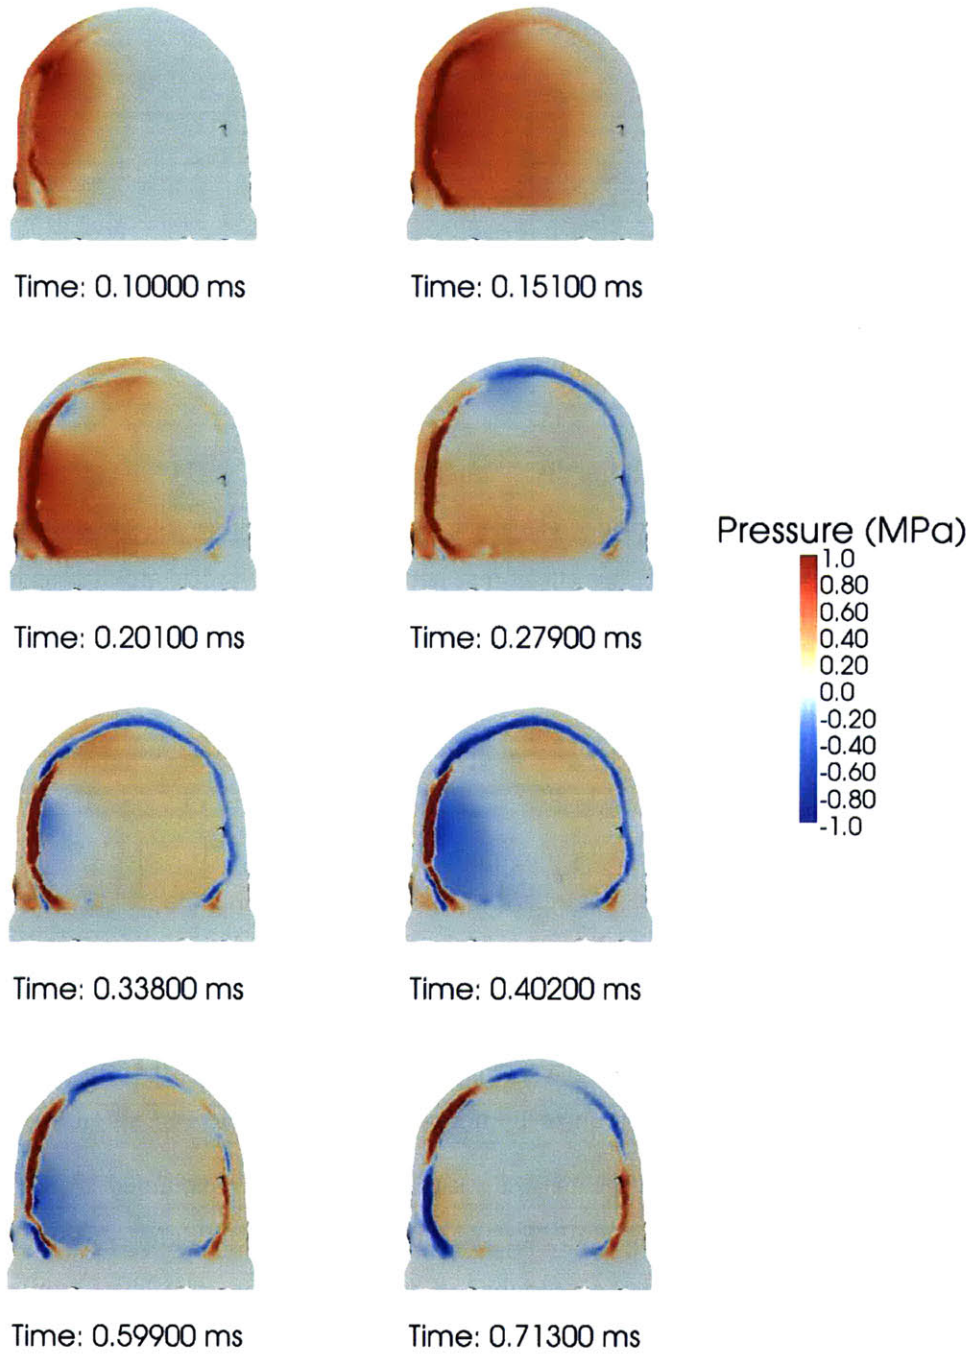 Time: 0.10000 ms
Time: 0.15100 ms
Time: 0.20100 ms
Time: 0.27900 ms
Pressure (MPa)
1.0
0.80
0.60
0.40
0.20
0.0
-0.20
-0.40
-0.60
-0.80
-1.0
Time: 0.33800 ms
Time: 0.40200 ms
Time: 0.59900 ms
Time: 0.71300 ms